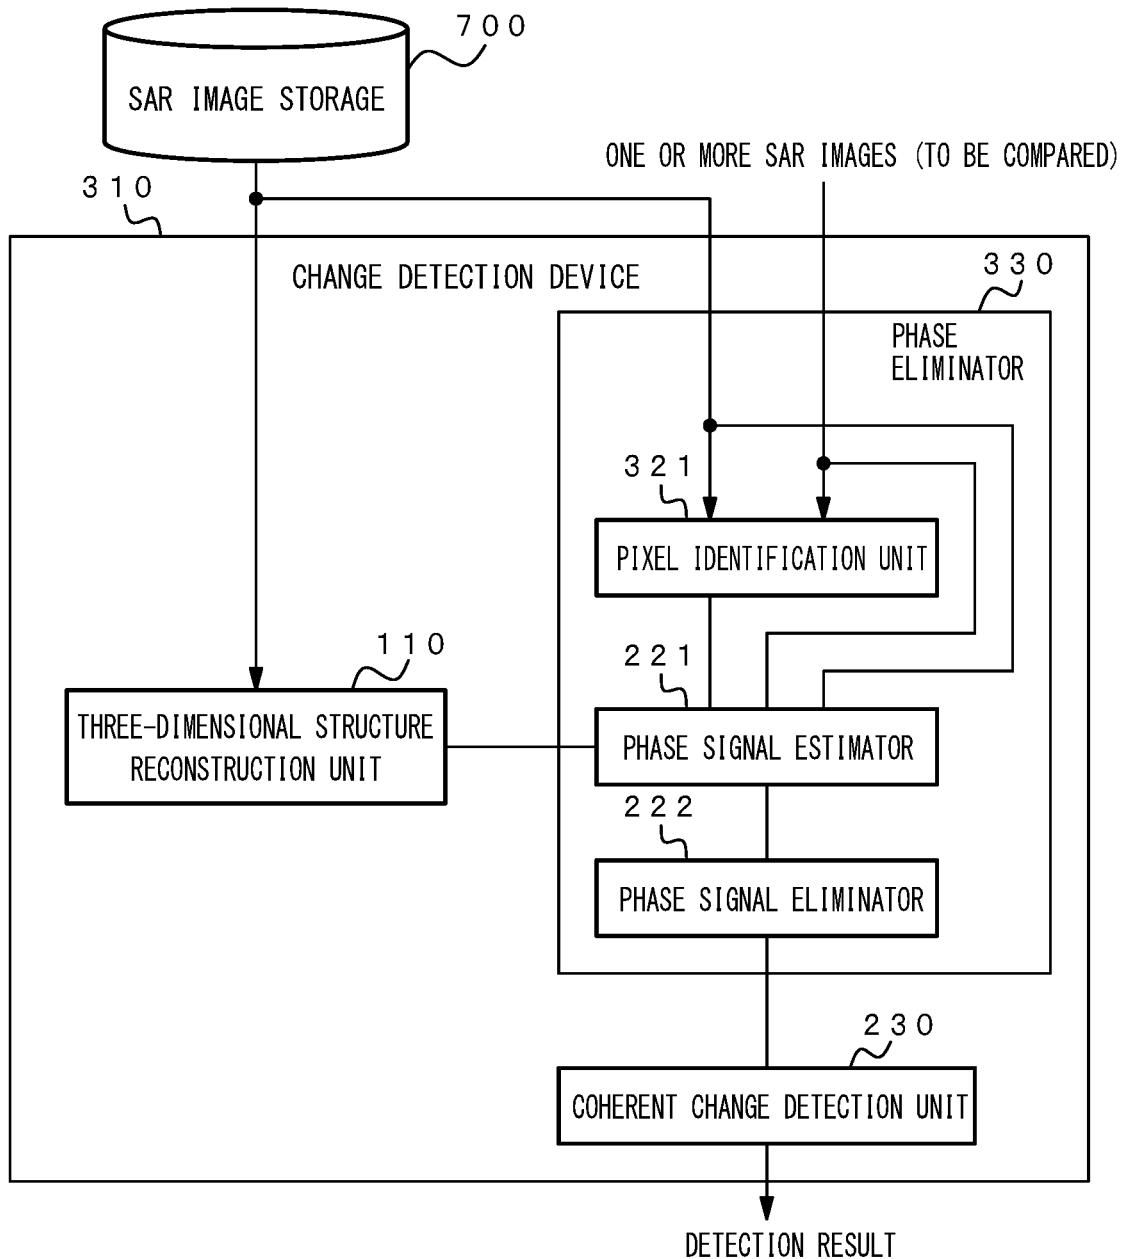 ７００
SAR IMAGE STORAGE
ONE OR MORE SAR IMAGES (TO BE COMPARED)
３１０
CHANGE DETECTION DEVICE
３３０
PHASE
ELIMINATOR
３２１
PIXEL IDENTIFICATION UNIT
１１０
２２１
THREE-DIMENSIONAL STRUCTURE
RECONSTRUCTION UNIT
PHASE SIGNAL ESTIMATOR
２２２
PHASE SIGNAL ELIMINATOR
２３０
COHERENT CHANGE DETECTION UNIT
DETECTION RESULT